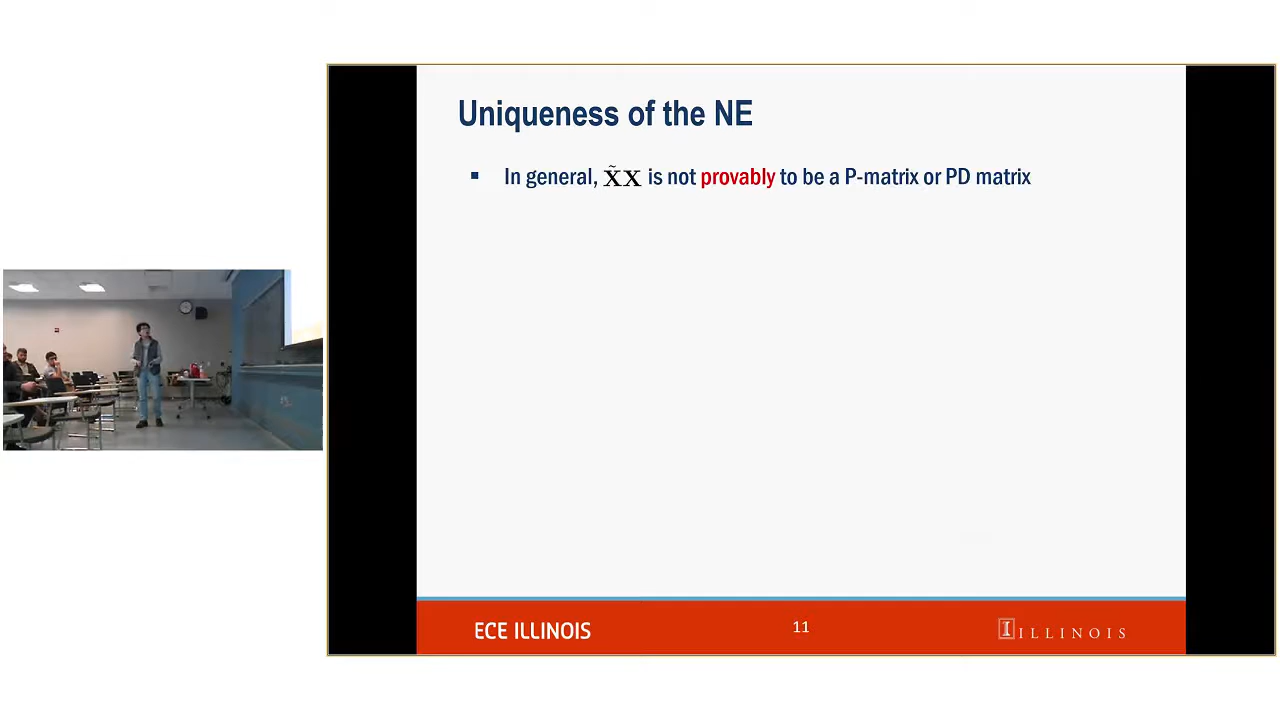 Uniqueness of the NE
▪ In general, X̃X is not provably to be a P-matrix or PD matrix
ECE ILLINOIS
11
I ILLINOIS